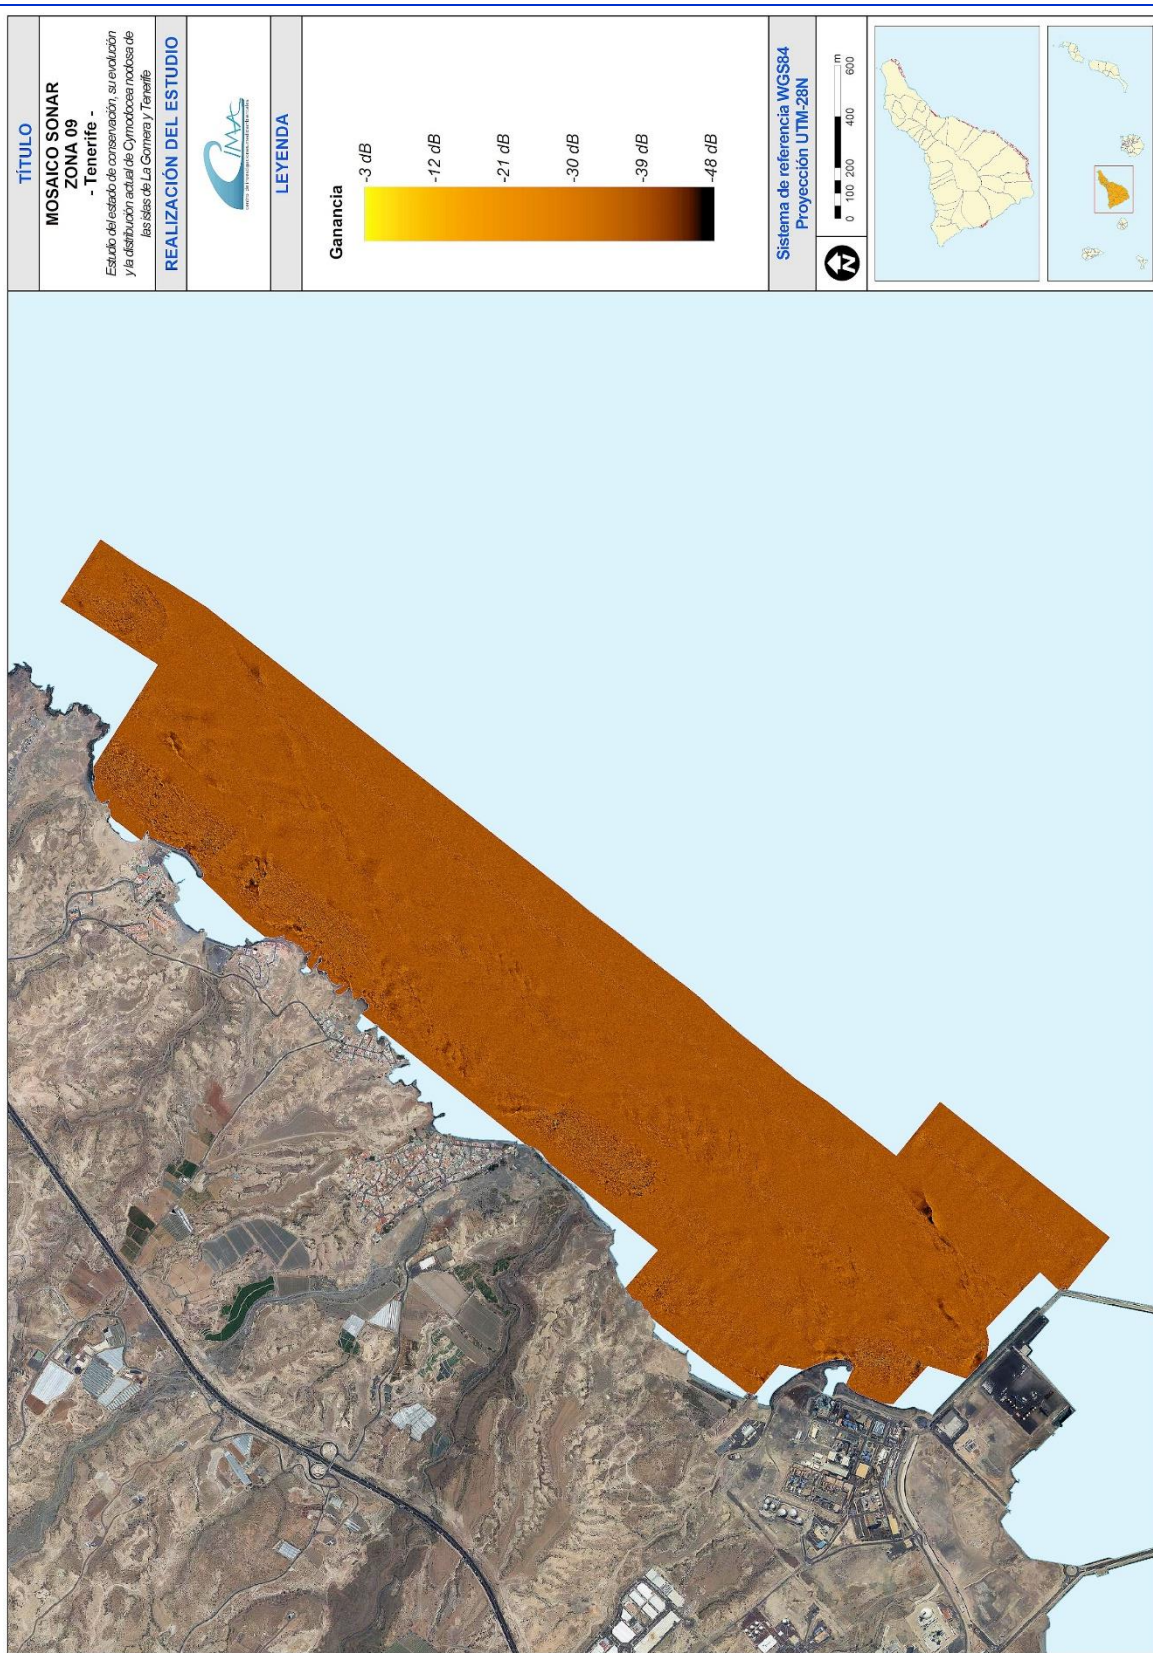 TÍTULO
MOSAICO SONAR
ZONA 09
- Tenerife -
Estudio del estado de conservación, su evolución
y la distribución actual de Cymodocea nodosa de
las islas de La Gomera y Tenerife
REALIZACIÓN DEL ESTUDIO
CIMA
LEYENDA
Ganancia
-3 dB
-12 dB
-21 dB
-30 dB
-39 dB
-48 dB
Sistema de referencia WGS84
Proyección UTM-28N
N
0 100 200 400 600
m